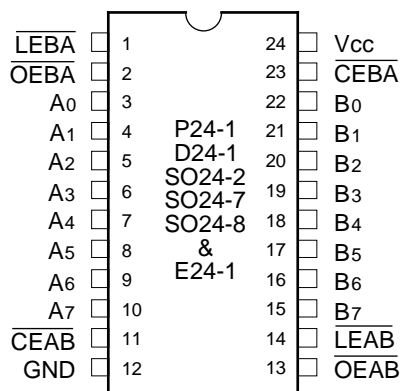 LEBA 1 24 Vcc
OEBA 2 23 CEBA
A0 3 22 B0
A1 4 P24-1 21 B1
A2 5 D24-1 20 B2
A3 6 SO24-2 19 B3
A4 7 SO24-7 18 B4
A5 8 SO24-8 17 B5
A6 9 & 16 B6
A7 10 E24-1 15 B7
CEAB 11 14 LEAB
GND 12 13 OEAB